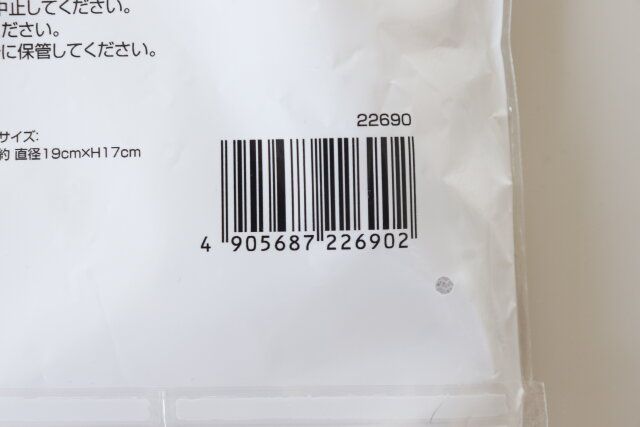 中止してください。
ださい。
に保管してください。
22690
サイズ:
約 直径19cm×H17cm
4 905687 226902